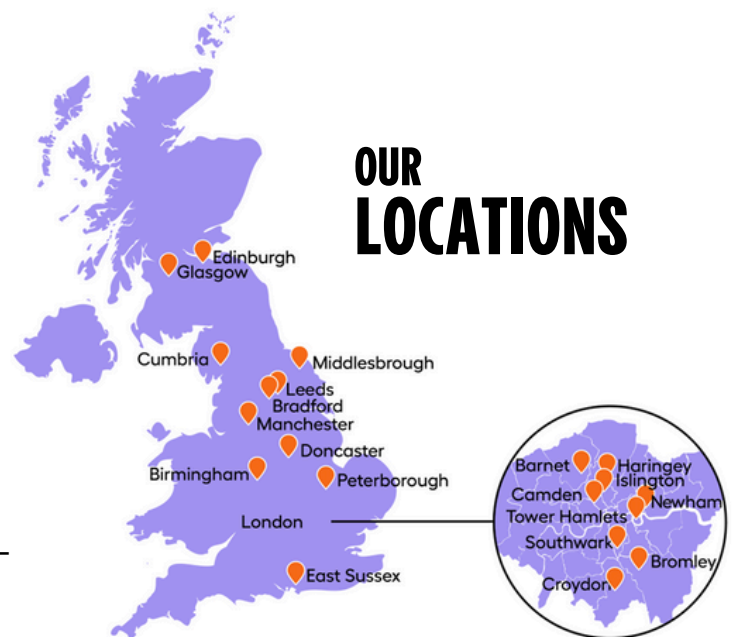 OUR
LOCATIONS
Edinburgh
Glasgow
Cumbria
Middlesbrough
Leeds
Bradford
Manchester
Doncaster
Birmingham
Peterborough
London
East Sussex
Barnet
Haringey
Islington
Camden
Newham
Tower Hamlets
Southwark
Bromley
Croydon